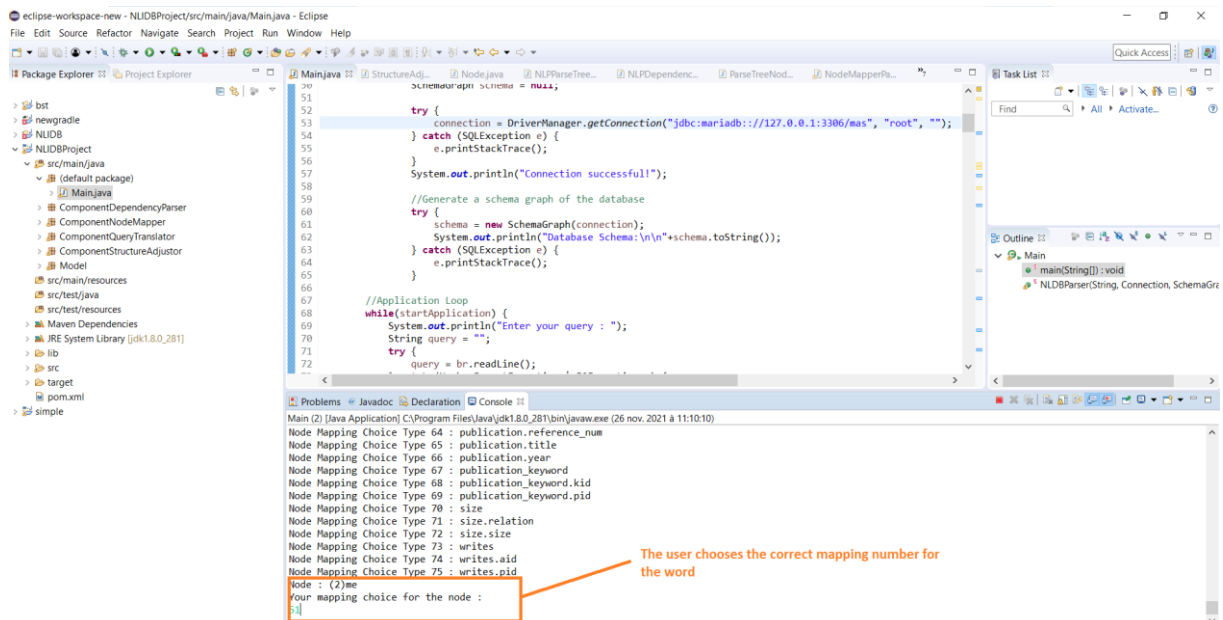 eclipse-workspace-new - NLIDBProject/src/main/java/Main.java - Eclipse
File Edit Source Refactor Navigate Search Project Run Window Help
Quick Access
Package Explorer
Project Explorer
bst
newgradle
NLIDB
NLIDBProject
src/main/java
(default package)
Main.java
ComponentDependencyParser
ComponentNodeMapper
ComponentQueryTranslator
ComponentStructureAdjustor
Model
src/main/resources
src/test/java
src/test/resources
Maven Dependencies
JRE System Library [jdk1.8.0_281]
lib
src
target
pom.xml
simple
Main.java StructureAdj... Node.java NLPParseTree... NLPDependenc... ParseTreeNod... NodeMapperPa... 7
50 SchemaGraph schema = null;
51
52 try {
53 connection = DriverManager.getConnection("jdbc:mariadb:://127.0.0.1:3306/mas", "root", "");
54 } catch (SQLException e) {
55 e.printStackTrace();
56 }
57 System.out.println("Connection successful!");
58
59 //Generate a schema graph of the database
60 try {
61 schema = new SchemaGraph(connection);
62 System.out.println("Database Schema:\n\n"+schema.toString());
63 } catch (SQLException e) {
64 e.printStackTrace();
65 }
66
67 //Application Loop
68 while(startApplication) {
69 System.out.println("Enter your query : ");
70 String query = "";
71 try {
72 query = br.readLine();
Task List
Find All Activate...
Outline
Main
main(String[]) : void
NLDBParser(String, Connection, SchemaGra
Problems Javadoc Declaration Console
Main (2) [Java Application] C:\Program Files\Java\jdk1.8.0_281\bin\javaw.exe (26 nov. 2021 à 11:10:10)
Node Mapping Choice Type 64 : publication.reference_num
Node Mapping Choice Type 65 : publication.title
Node Mapping Choice Type 66 : publication.year
Node Mapping Choice Type 67 : publication_keyword
Node Mapping Choice Type 68 : publication_keyword.kid
Node Mapping Choice Type 69 : publication_keyword.pid
Node Mapping Choice Type 70 : size
Node Mapping Choice Type 71 : size.relation
Node Mapping Choice Type 72 : size.size
Node Mapping Choice Type 73 : writes
Node Mapping Choice Type 74 : writes.aid
Node Mapping Choice Type 75 : writes.pid
Node : (2)me
Your mapping choice for the node :
51
The user chooses the correct mapping number for
the word